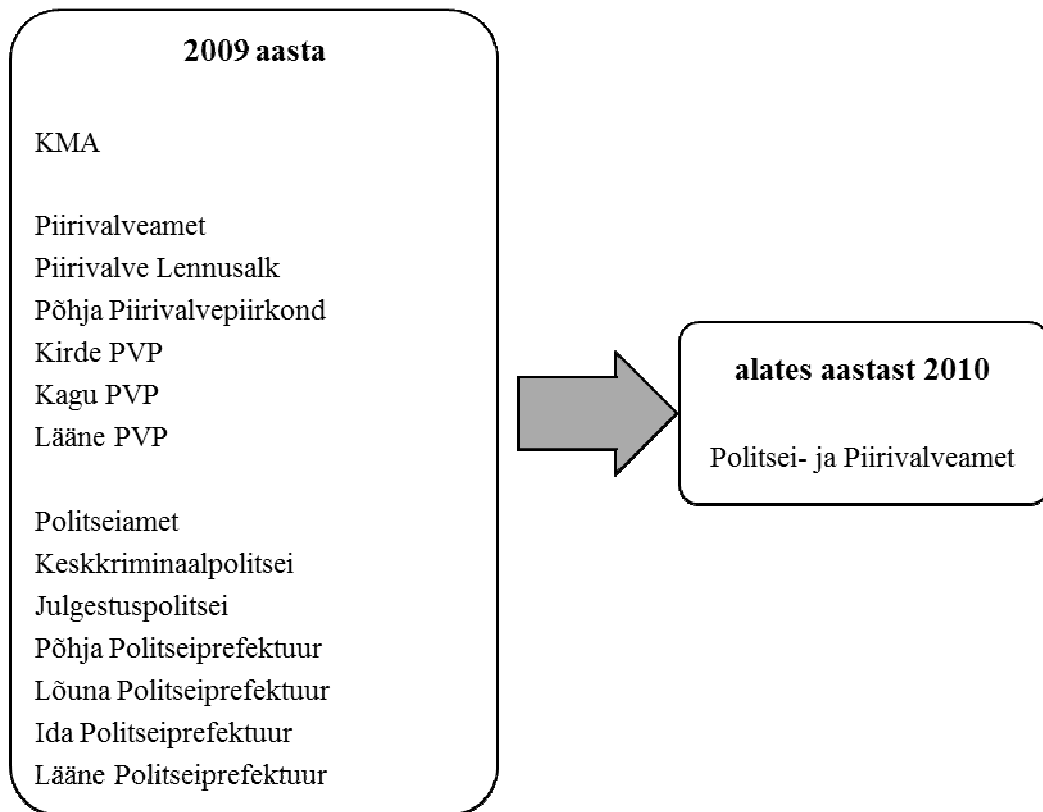 2009 aasta
KMA
Piirivalveamet
Piirivalve Lennusalk
Põhja Piirivalvepiirkond
Kirde PVP
Kagu PVP
Lääne PVP
Politseiamet
Keskkriminaalpolitsei
Julgestuspolitsei
Põhja Politseiprefektuur
Lõuna Politseiprefektuur
Ida Politseiprefektuur
Lääne Politseiprefektuur
alates aastast 2010
Politsei- ja Piirivalveamet